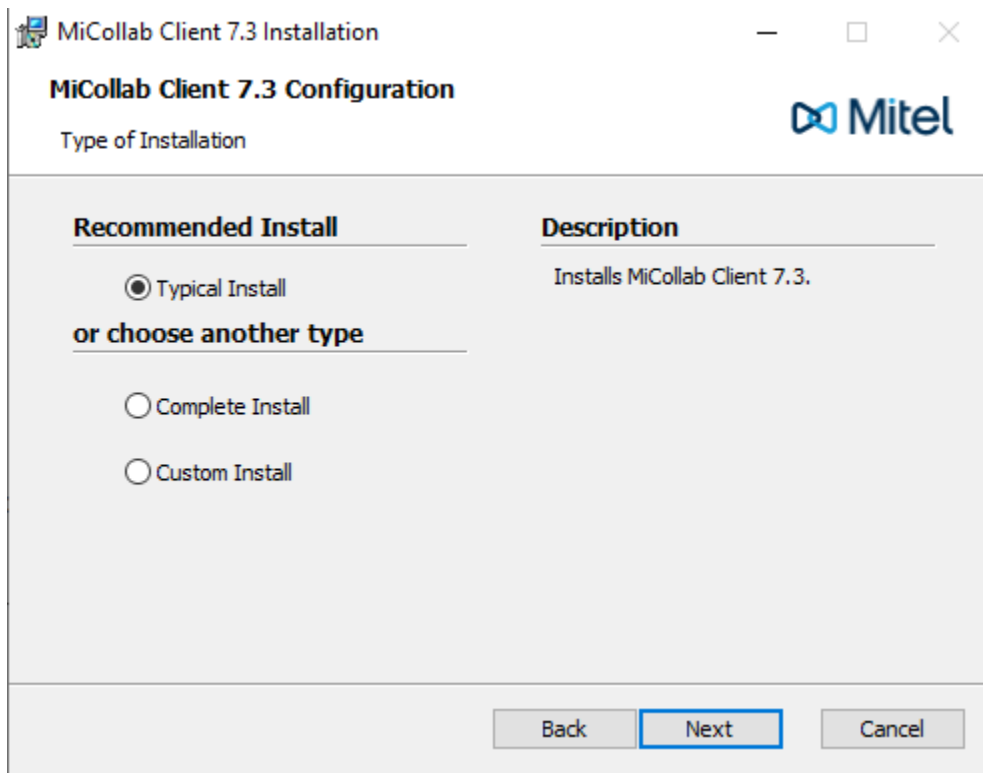 MiCollab Client 7.3 Installation
MiCollab Client 7.3 Configuration
Mitel
Type of Installation
Recommended Install
Typical Install
or choose another type
Complete Install
Custom Install
Description
Installs MiCollab Client 7.3.
Back
Next
Cancel